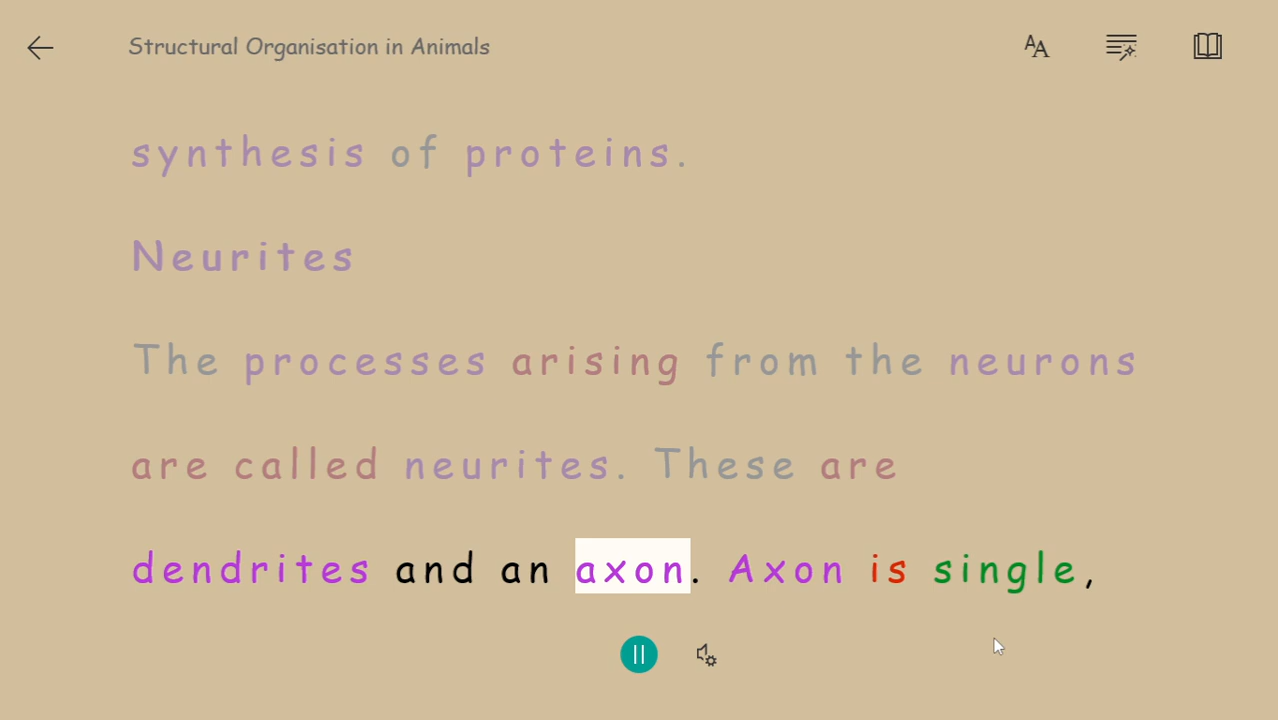 Structural Organisation in Animals
synthesis of proteins.
Neurites
The processes arising from the neurons
are called neurites. These are
dendrites and an axon. Axon is single,